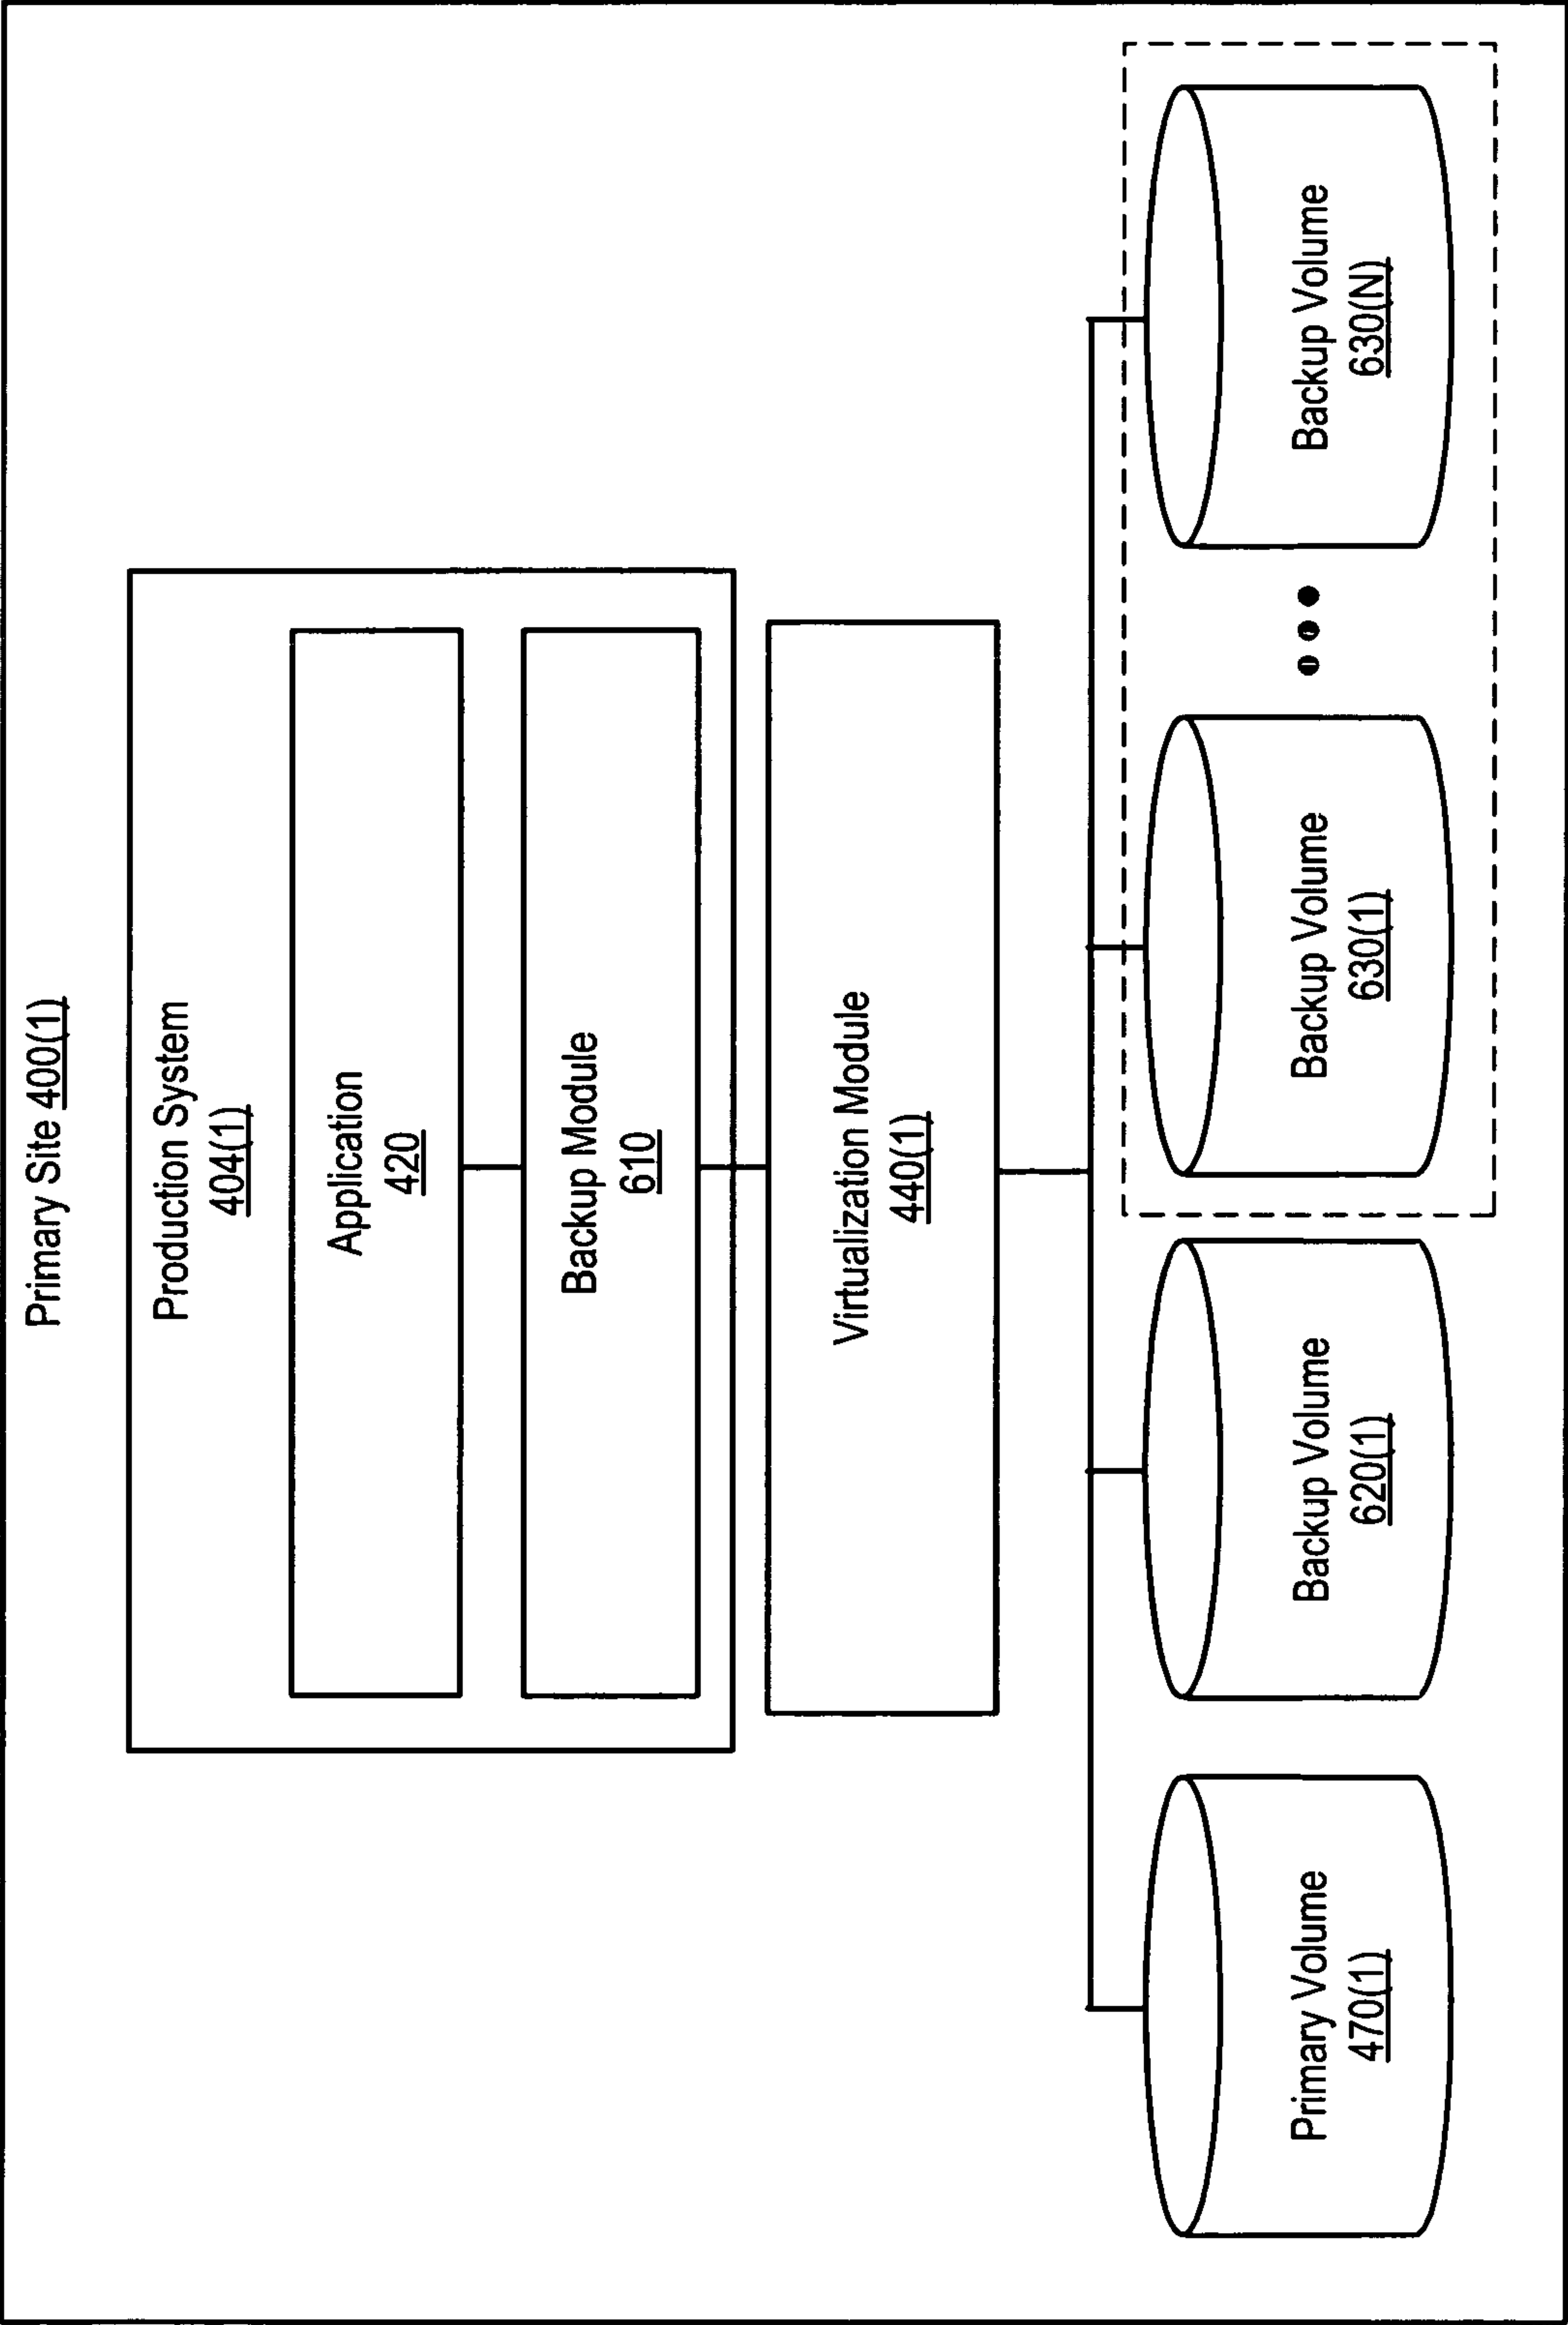 Primary Site 400(1)
Production System
404(1)
Application
420
Backup Module
610
Virtualization Module
440(1)
Primary Volume
470(1)
Backup Volume
620(1)
Backup Volume
630(1)
Backup Volume
630(N)